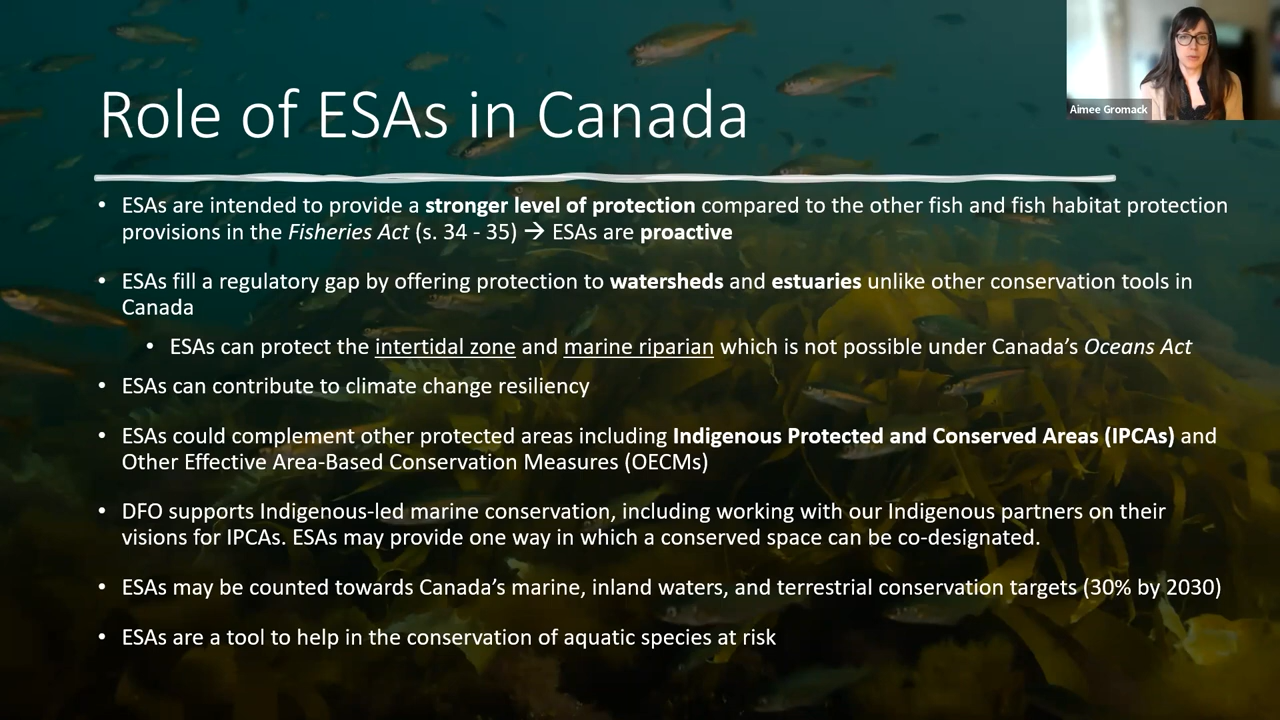 Aimee Gromack
Role of ESAs in Canada
• ESAs are intended to provide a stronger level of protection compared to the other fish and fish habitat protection
provisions in the Fisheries Act (s. 34 - 35) → ESAs are proactive
• ESAs fill a regulatory gap by offering protection to watersheds and estuaries unlike other conservation tools in
Canada
• ESAs can protect the intertidal zone and marine riparian which is not possible under Canada's Oceans Act
• ESAs can contribute to climate change resiliency
• ESAs could complement other protected areas including Indigenous Protected and Conserved Areas (IPCAs) and
Other Effective Area-Based Conservation Measures (OECMs)
• DFO supports Indigenous-led marine conservation, including working with our Indigenous partners on their
visions for IPCAs. ESAs may provide one way in which a conserved space can be co-designated.
• ESAs may be counted towards Canada's marine, inland waters, and terrestrial conservation targets (30% by 2030)
• ESAs are a tool to help in the conservation of aquatic species at risk